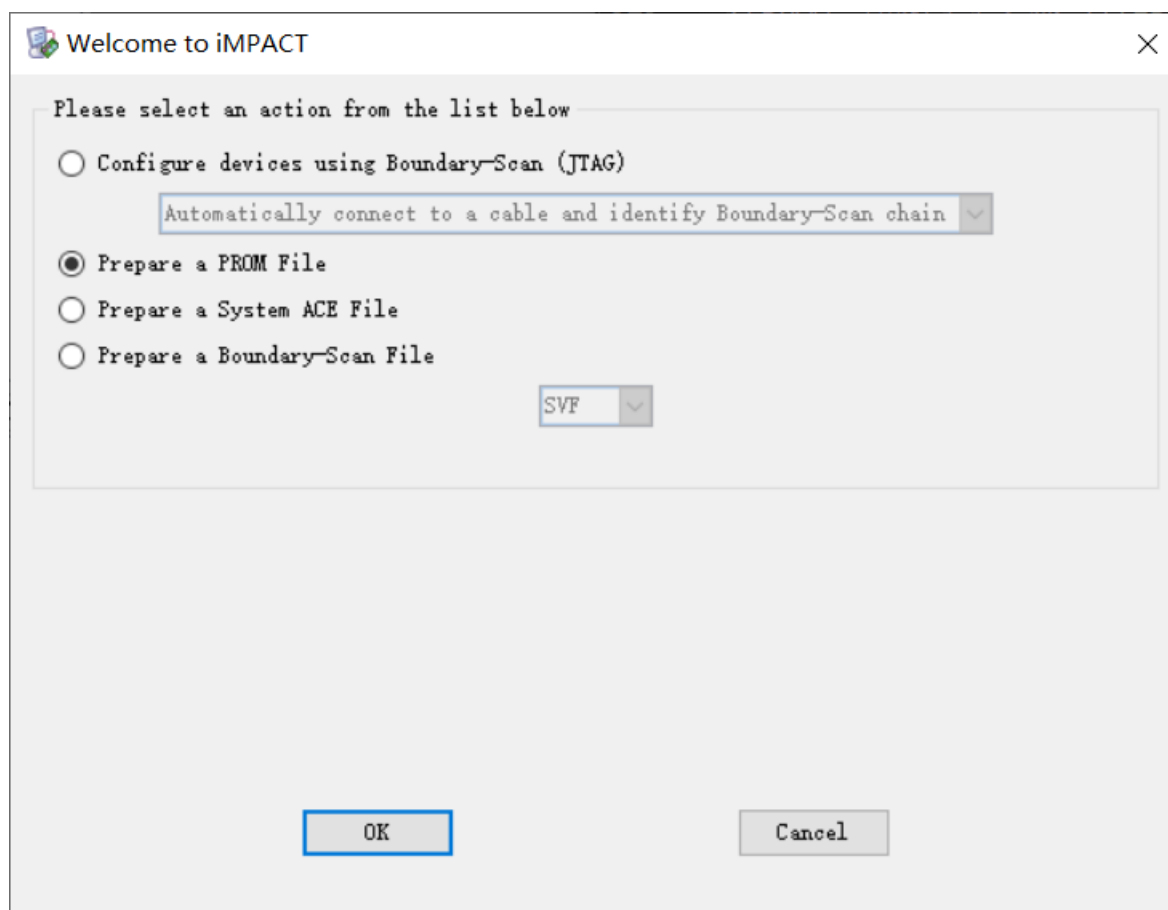 Welcome to iMPACT
Please select an action from the list below
Configure devices using Boundary-Scan (JTAG)
Automatically connect to a cable and identify Boundary-Scan chain
Prepare a PROM File
Prepare a System ACE File
Prepare a Boundary-Scan File
SVF
OK Cancel